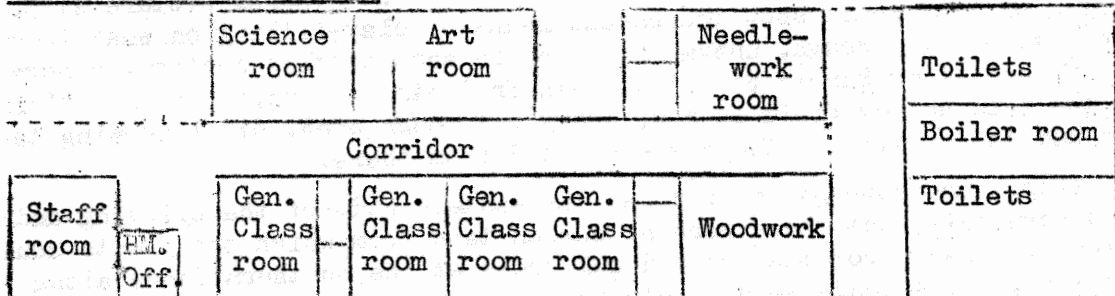 Science room
Art room
Needle-
work
room
Toilets
Boiler room
Corridor
Toilets
Staff room
HM. Off.
Gen. Class room
Gen. Class room
Gen. Class room
Gen. Class room
Woodwork